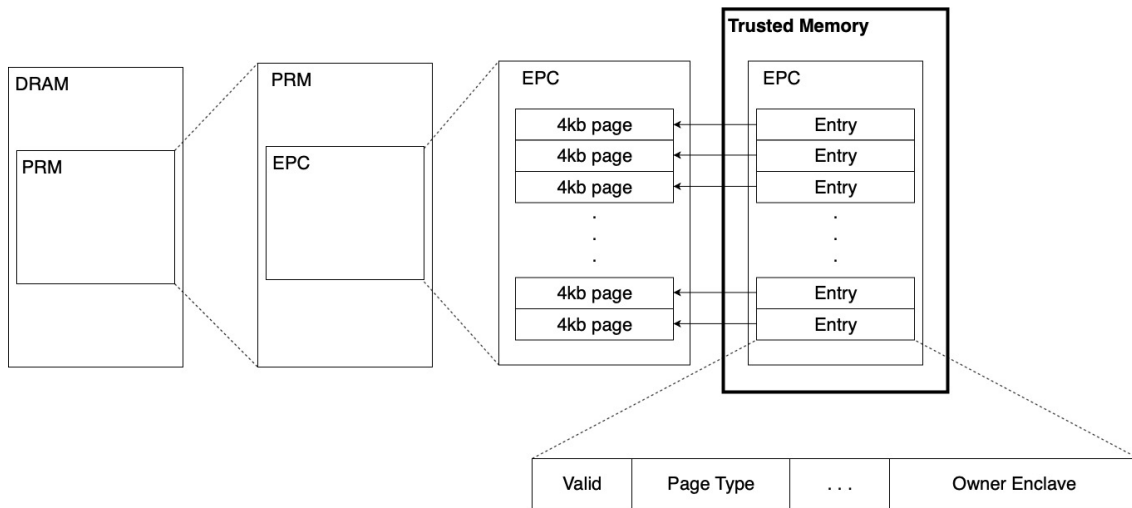 DRAM
PRM
PRM
EPC
EPC
4kb page
4kb page
4kb page
.
.
.
4kb page
4kb page
Trusted Memory
EPC
Entry
Entry
Entry
.
.
.
Entry
Entry
Valid
Page Type
. . .
Owner Enclave